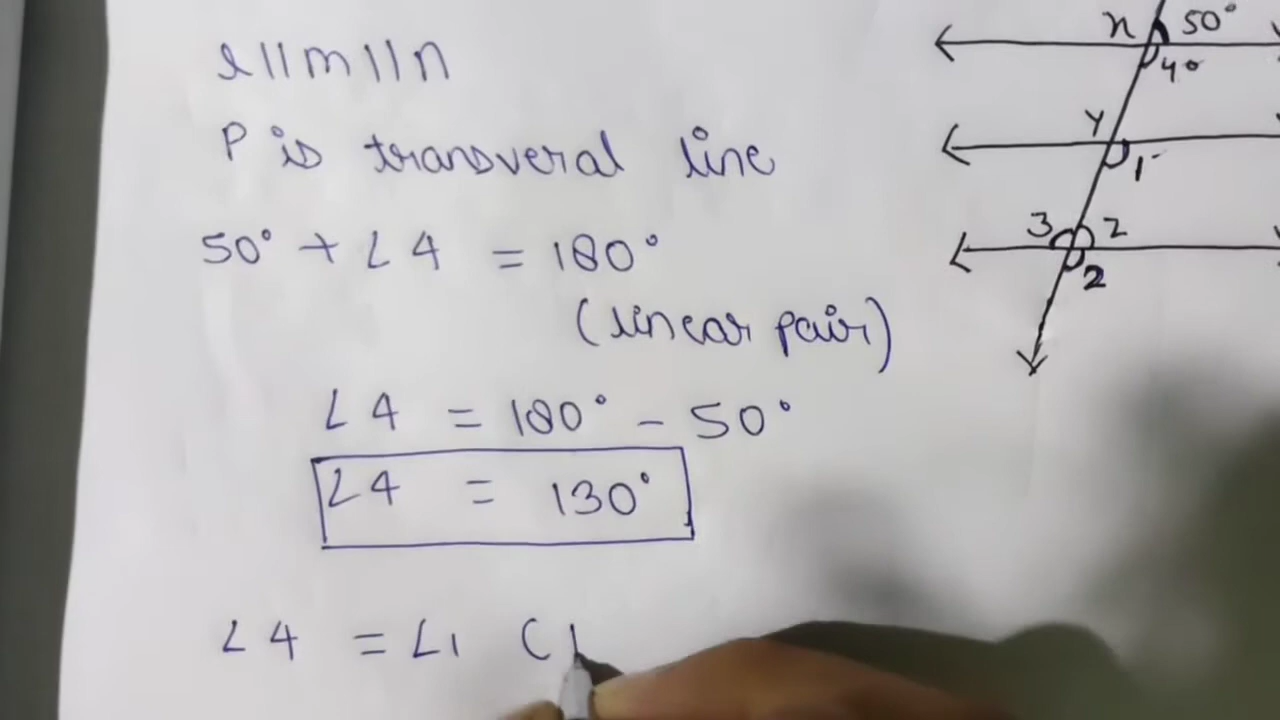 l||m||n
P is transveral line
50° + ∠4 = 180°
(linear pair)
∠4 = 180° - 50°
∠4 = 130°
∠4 = ∠1 (
x 50°
4
y
1
3 2
2